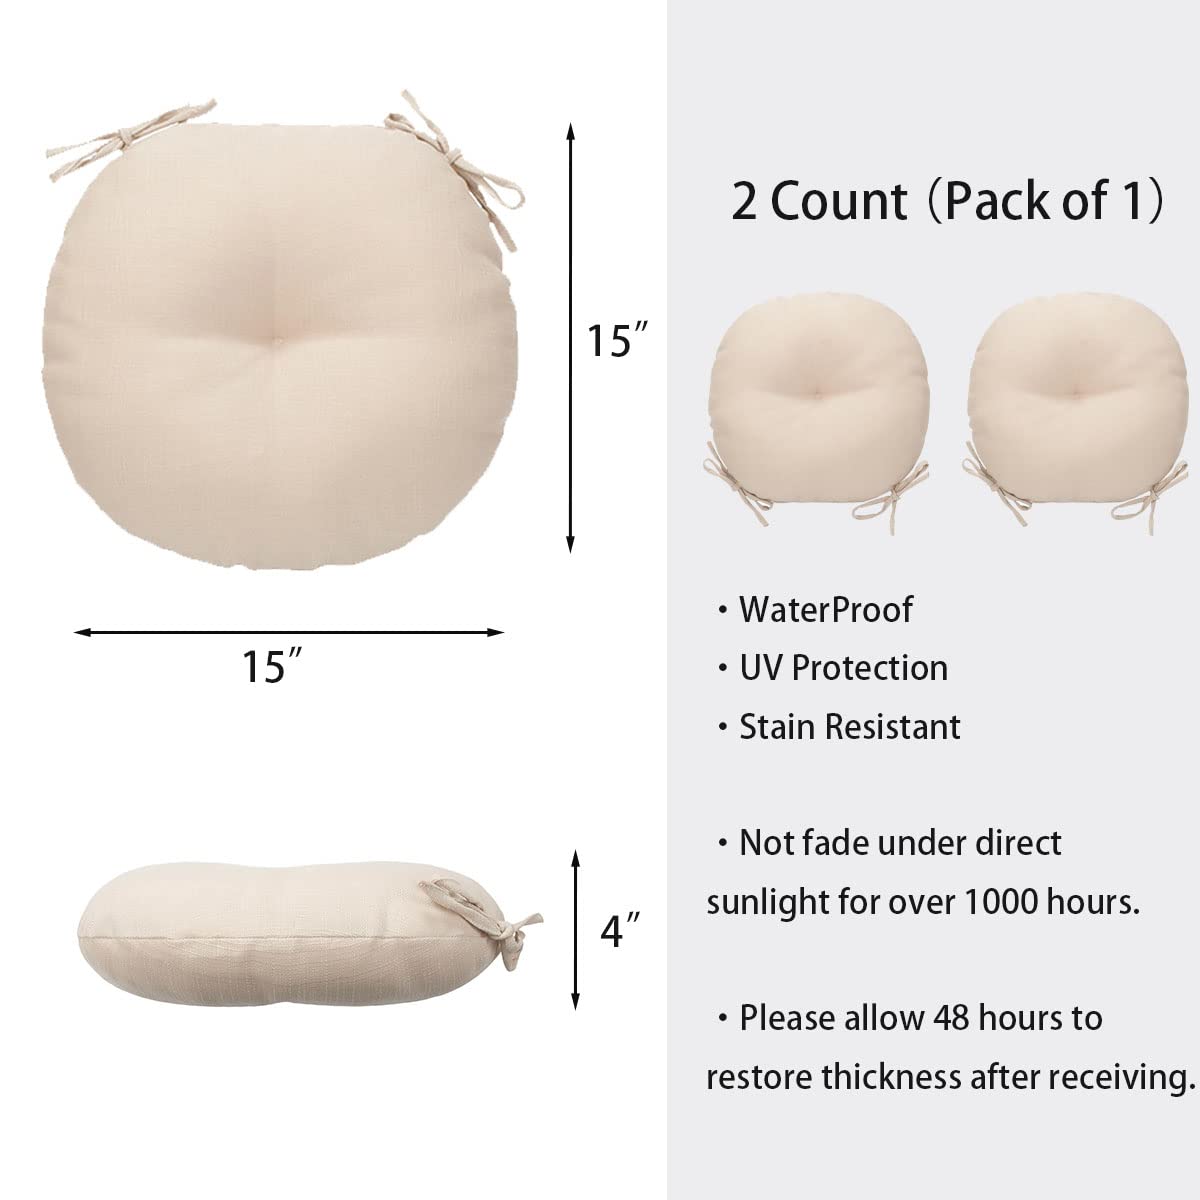 15″
15″
4″
2 Count（Pack of 1）
・WaterProof
・UV Protection
・Stain Resistant
・Not fade under direct
sunlight for over 1000 hours.
・Please allow 48 hours to
restore thickness after receiving.